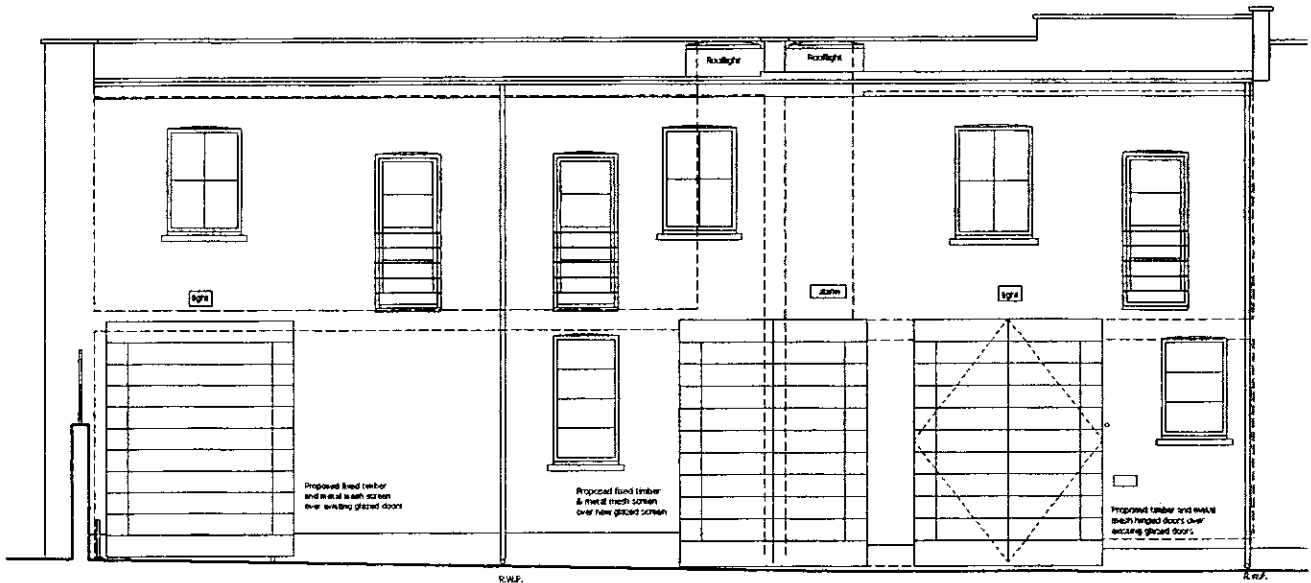 Rooflight
Rooflight
light
alarm
light
Proposed fixed timber
and metal mesh screen
over existing glazed doors
Proposed fixed timber
& metal mesh screen
over new glazed screen
Proposed timber and metal
mesh hinged doors over
existing glazed doors
R.W.P.
R.W.P.